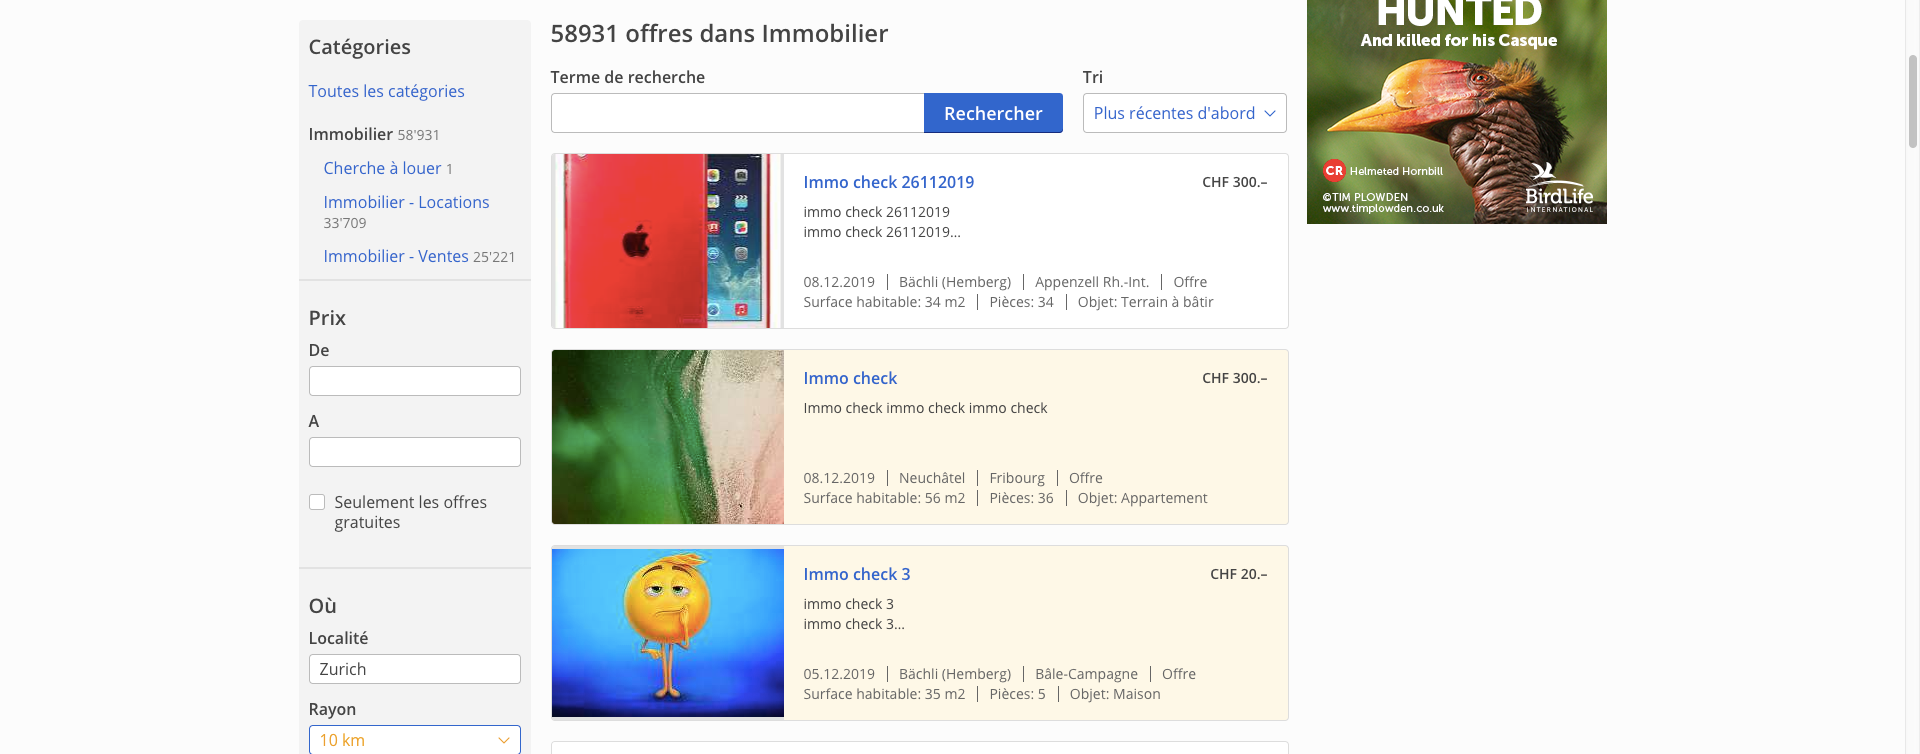 Catégories
Toutes les catégories
Immobilier 58'931
Cherche à louer 1
Immobilier - Locations
33'709
Immobilier - Ventes 25'221
Prix
De
A
Seulement les offres
gratuites
Où
Localité
Zurich
Rayon
10 km
58931 offres dans Immobilier
Terme de recherche
Rechercher
Tri
Plus récentes d'abord
Immo check 26112019
CHF 300.–
immo check 26112019
immo check 26112019...
08.12.2019 | Bächli (Hemberg) | Appenzell Rh.-Int. | Offre
Surface habitable: 34 m2 | Pièces: 34 | Objet: Terrain à bâtir
Immo check
CHF 300.–
Immo check immo check immo check
08.12.2019 | Neuchâtel | Fribourg | Offre
Surface habitable: 56 m2 | Pièces: 36 | Objet: Appartement
Immo check 3
CHF 20.–
immo check 3
immo check 3...
05.12.2019 | Bächli (Hemberg) | Bâle-Campagne | Offre
Surface habitable: 35 m2 | Pièces: 5 | Objet: Maison
HUNTED
And killed for his Casque
CR Helmeted Hornbill
©TIM PLOWDEN
www.timplowden.co.uk
BirdLife
INTERNATIONAL